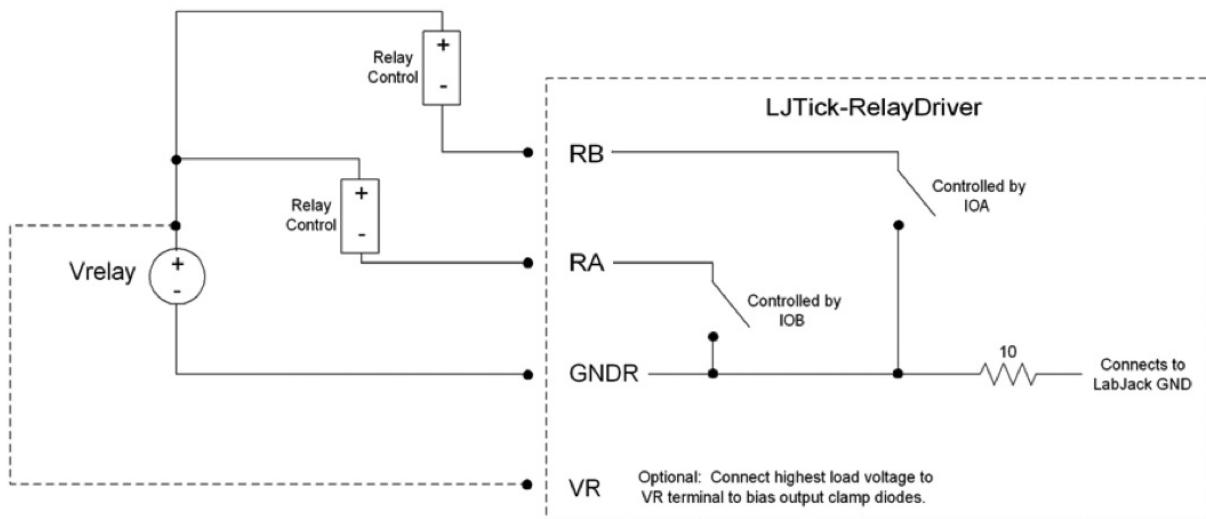 +
Relay
Control
-
LJTick-RelayDriver
RB
Controlled by
IOA
+
Relay
Control
-
Vrelay
+
-
RA
Controlled by
IOB
GNDR
10
Connects to
LabJack GND
VR
Optional: Connect highest load voltage to
VR terminal to bias output clamp diodes.